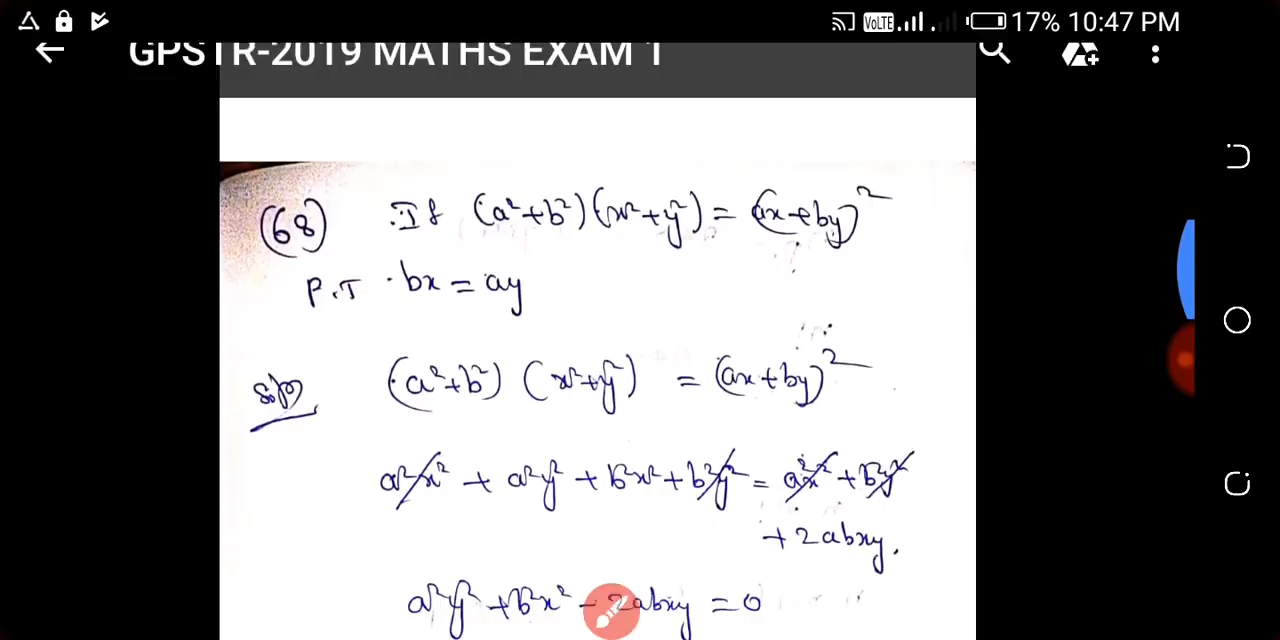 VoLTE 17% 10:47 PM
GPSTR-2019 MATHS EXAM 1
(68) If (a²+b²)(x²+y²) = (ax+by)²
P.T bx = ay
(a²+b²) (x²+y²) = (ax+by)²
a²x² + a²y² + b²x² + b²y² = a²x² + b²y²
+ 2abxy.
a²y² + b²x² - 2abxy = 0